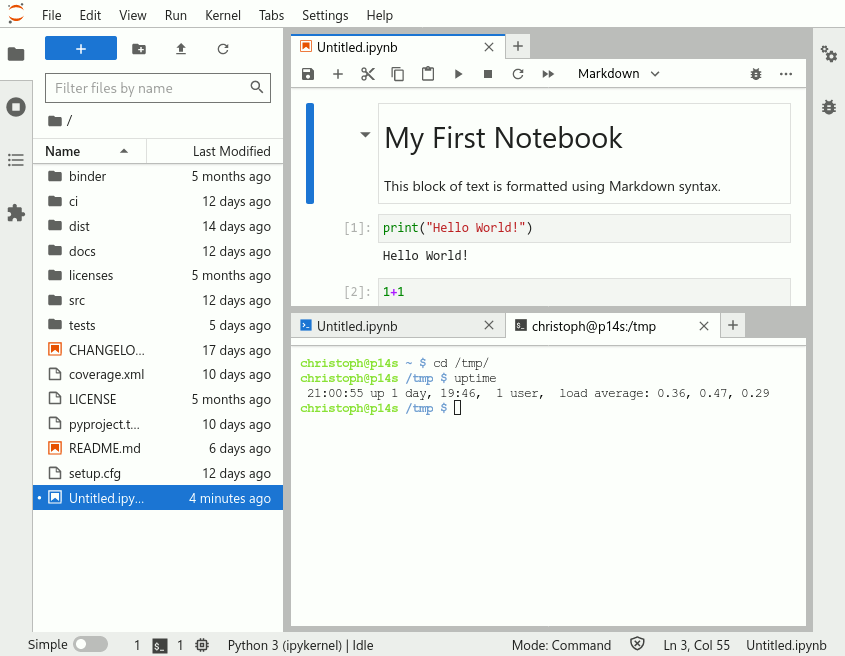 File Edit View Run Kernel Tabs Settings Help
Filter files by name
/
Name Last Modified
binder 5 months ago
ci 12 days ago
dist 14 days ago
docs 12 days ago
licenses 5 months ago
src 12 days ago
tests 5 days ago
CHANGELO... 17 days ago
coverage.xml 10 days ago
LICENSE 5 months ago
pyproject.t... 10 days ago
README.md 6 days ago
setup.cfg 12 days ago
Untitled.ipy... 4 minutes ago
Untitled.ipynb
Markdown
My First Notebook
This block of text is formatted using Markdown syntax.
[1]: print("Hello World!")
Hello World!
[2]: 1+1
Untitled.ipynb christoph@p14s:/tmp
christoph@p14s ~ $ cd /tmp/
christoph@p14s /tmp $ uptime
21:00:55 up 1 day, 19:46, 1 user, load average: 0.36, 0.47, 0.29
christoph@p14s /tmp $
Simple 1 $_ 1 Python 3 (ipykernel) | Idle Mode: Command Ln 3, Col 55 Untitled.ipynb